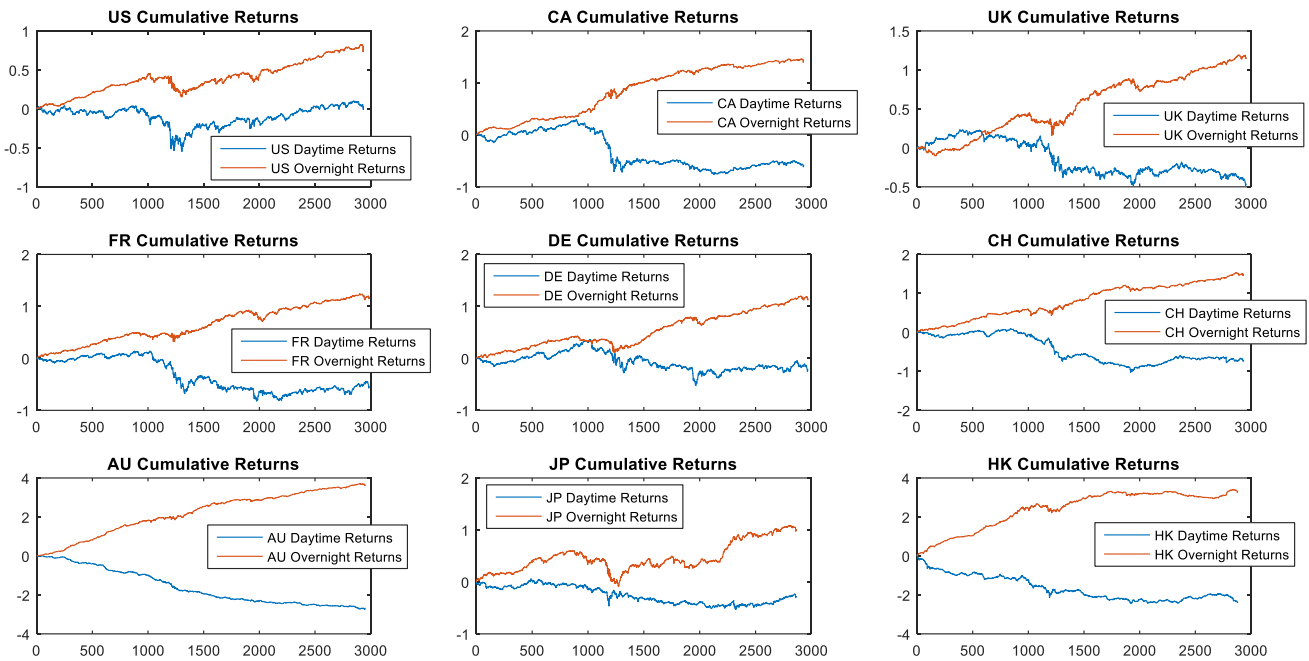 US Cumulative Returns
1
0.5
0
-0.5
-1
US Daytime Returns
US Overnight Returns
0 500 1000 1500 2000 2500 3000
CA Cumulative Returns
2
1
0
-1
CA Daytime Returns
CA Overnight Returns
0 500 1000 1500 2000 2500 3000
UK Cumulative Returns
1.5
1
0.5
0
-0.5
UK Daytime Returns
UK Overnight Returns
0 500 1000 1500 2000 2500 3000
FR Cumulative Returns
2
1
0
-1
FR Daytime Returns
FR Overnight Returns
0 500 1000 1500 2000 2500 3000
DE Cumulative Returns
2
1
0
-1
DE Daytime Returns
DE Overnight Returns
0 500 1000 1500 2000 2500 3000
CH Cumulative Returns
2
1
0
-1
-2
CH Daytime Returns
CH Overnight Returns
0 500 1000 1500 2000 2500 3000
AU Cumulative Returns
4
2
0
-2
-4
AU Daytime Returns
AU Overnight Returns
0 500 1000 1500 2000 2500 3000
JP Cumulative Returns
2
1
0
-1
JP Daytime Returns
JP Overnight Returns
0 500 1000 1500 2000 2500 3000
HK Cumulative Returns
4
2
0
-2
-4
HK Daytime Returns
HK Overnight Returns
0 500 1000 1500 2000 2500 3000